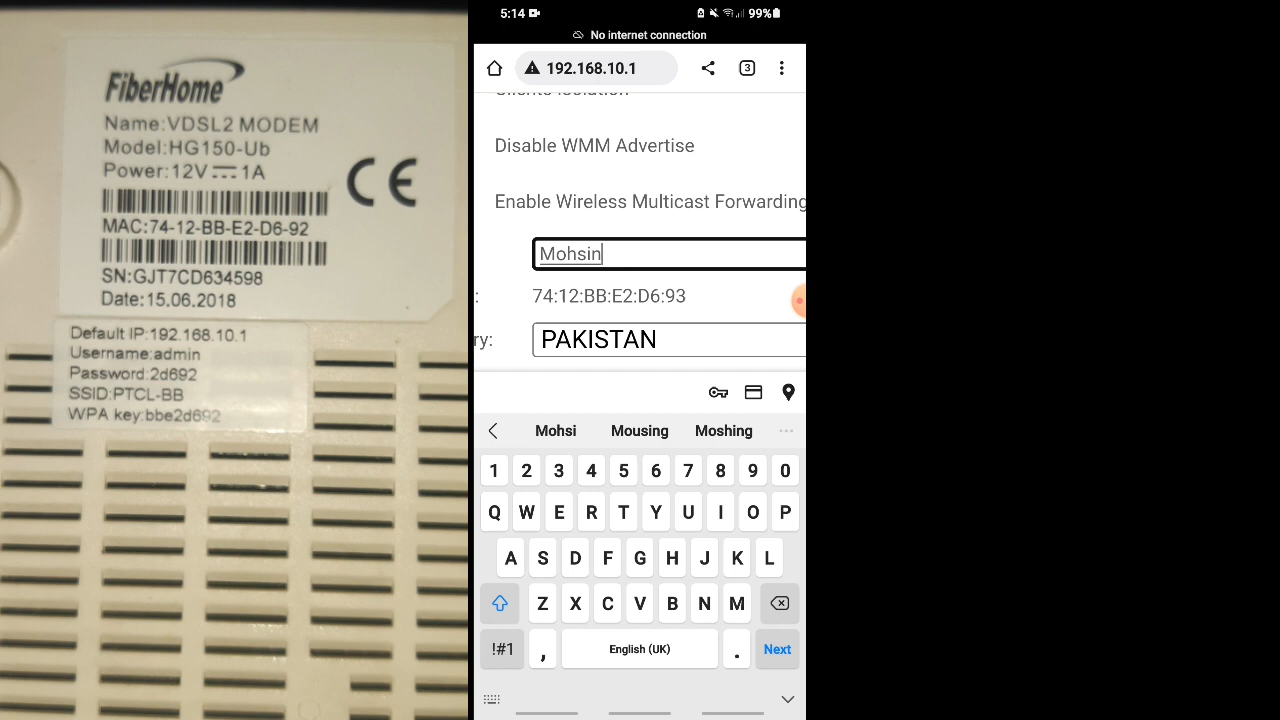 FiberHome
Name:VDSL2 MODEM
Model:HG150-Ub
Power:12V⎓1A
CE
MAC:74-12-BB-E2-D6-92
SN:GJT7CD634598
Date:15.06.2018
Default IP:192.168.10.1
Username:admin
Password:2d692
SSID:PTCL-BB
WPA key:bbe2d692
5:14
99%
No internet connection
192.168.10.1
3
Disable WMM Advertise
Enable Wireless Multicast Forwarding
Mohsin
: 74:12:BB:E2:D6:93
ry: PAKISTAN
Mohsi Mousing Moshing ...
1 2 3 4 5 6 7 8 9 0
Q W E R T Y U I O P
A S D F G H J K L
Z X C V B N M
!#1 , English (UK) . Next